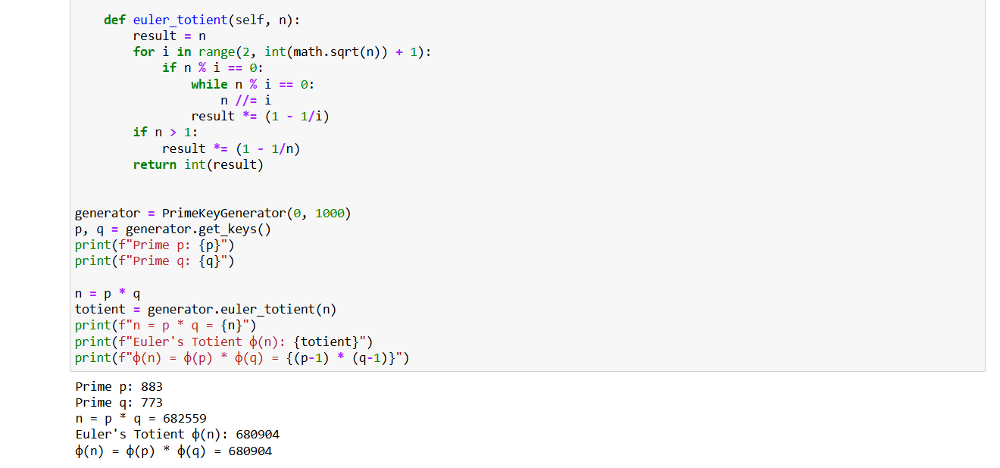 def euler_totient(self, n):
result = n
for i in range(2, int(math.sqrt(n)) + 1):
if n % i == 0:
while n % i == 0:
n //= i
result *= (1 - 1/i)
if n > 1:
result *= (1 - 1/n)
return int(result)
generator = PrimeKeyGenerator(0, 1000)
p, q = generator.get_keys()
print(f"Prime p: {p}")
print(f"Prime q: {q}")
n = p * q
totient = generator.euler_totient(n)
print(f"n = p * q = {n}")
print(f"Euler's Totient ϕ(n): {totient}")
print(f"ϕ(n) = ϕ(p) * ϕ(q) = {(p-1) * (q-1)}")
Prime p: 883
Prime q: 773
n = p * q = 682559
Euler's Totient ϕ(n): 680904
ϕ(n) = ϕ(p) * ϕ(q) = 680904